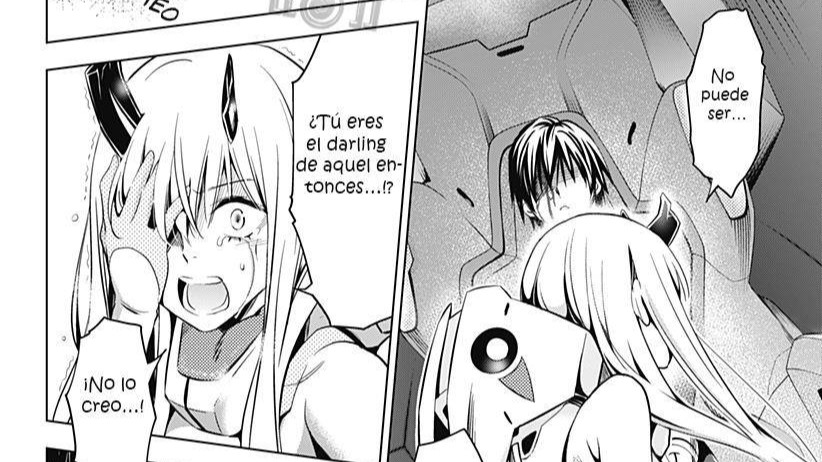 No
puede
ser...
¿Tú eres
el darling
de aquel en-
tonces...!?
¡No lo
creo...!